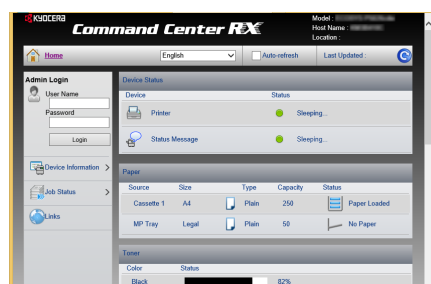 KYOCERA
Command Center RX
Model :
Host Name :
Location :
Home
English
Auto-refresh
Last Updated :
Admin Login
User Name
Password
Login
Device Information >
Job Status >
Links
Device Status
Device Status
Printer Sleeping...
Status Message Sleeping...
Paper
Source Size Type Capacity Status
Cassette 1 A4 Plain 250 Paper Loaded
MP Tray Legal Plain 50 No Paper
Toner
Color Status
Black 82%